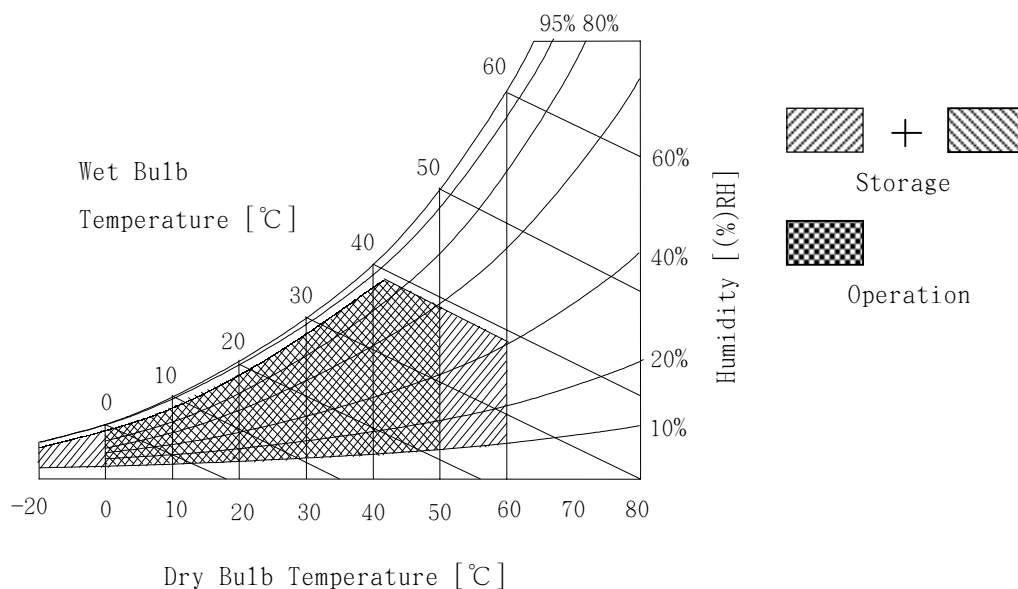 95% 80%
60
50
40
30
20
10
0
Wet Bulb
Temperature [℃]
60%
40%
20%
10%
Humidity [(%)RH]
-20 0 10 20 30 40 50 60 70 80
Dry Bulb Temperature [℃]
+
Storage
Operation